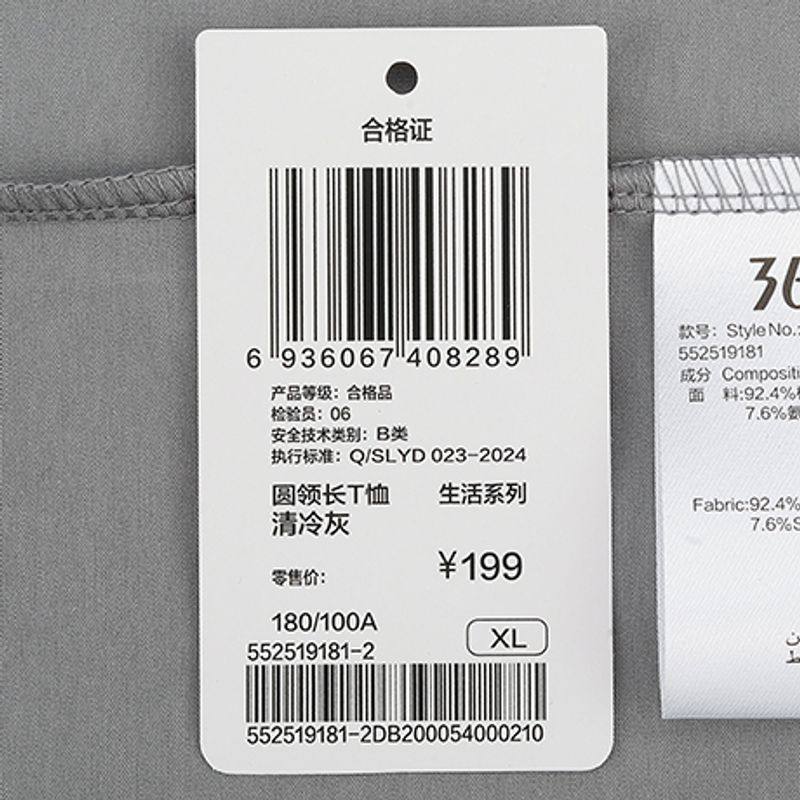 合格证
6 936067 408289
产品等级：合格品
检验员：06
安全技术类别：B类
执行标准：Q/SLYD 023-2024
圆领长T恤 生活系列
清冷灰
零售价： ¥199
180/100A
552519181-2 XL
552519181-2DB200054000210
36
款号：Style No.:
552519181
成分 Compositi
面 料:92.4%
7.6%氨
Fabric:92.4%
7.6%S